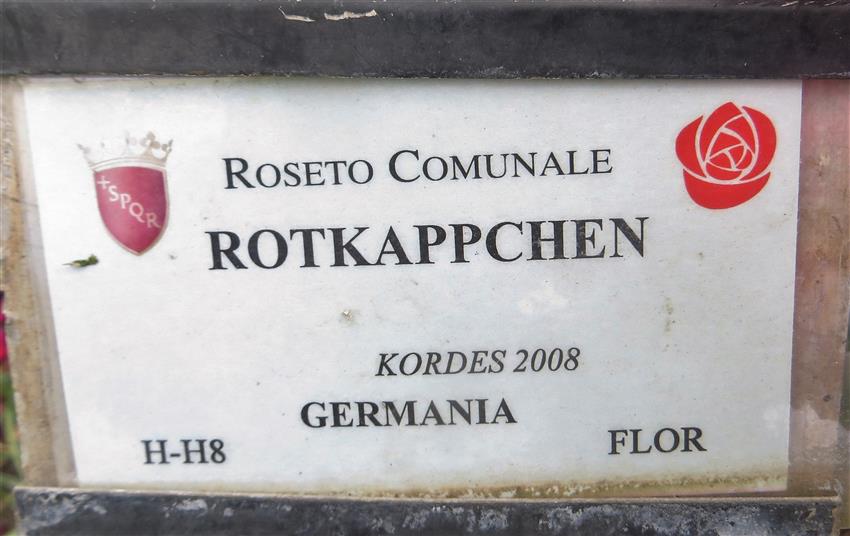 +SPQR
ROSETO COMUNALE
ROTKAPPCHEN
KORDES 2008
GERMANIA
H-H8
FLOR